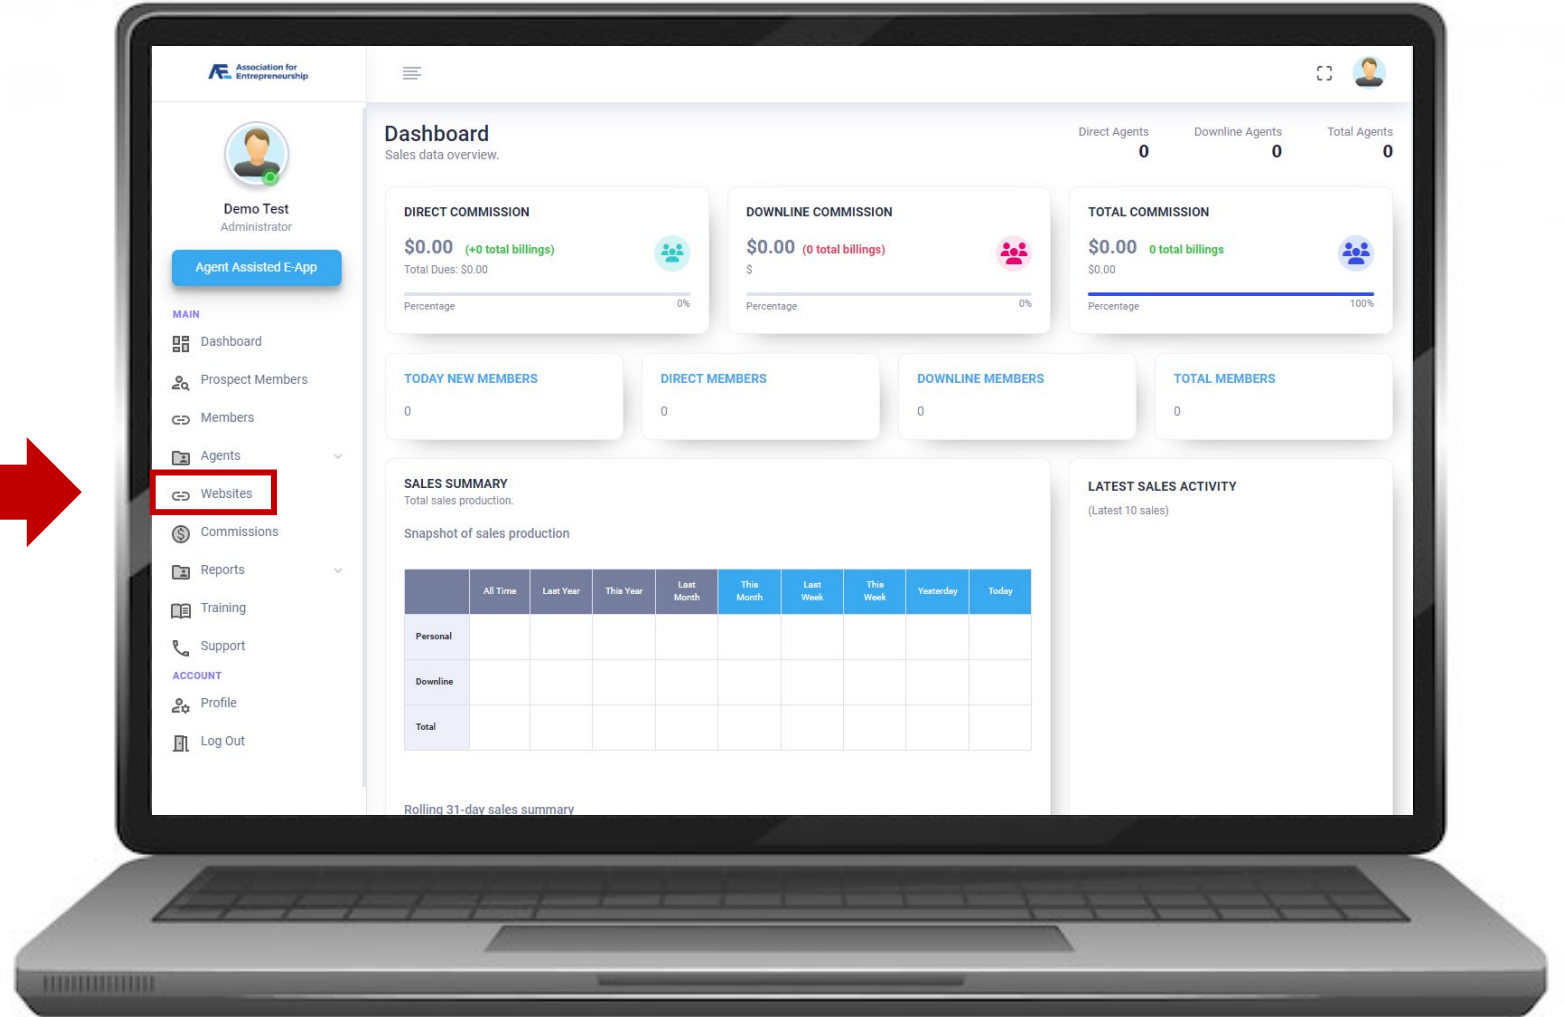 Association for
Entrepreneurship
Demo Test
Administrator
Agent Assisted E-App
MAIN
Dashboard
Prospect Members
Members
Agents
Websites
Commissions
Reports
Training
Support
ACCOUNT
Profile
Log Out
Dashboard
Sales data overview.
Direct Agents
0
Downline Agents
0
Total Agents
0
DIRECT COMMISSION
$0.00 (+0 total billings)
Total Dues: $0.00
Percentage 0%
DOWNLINE COMMISSION
$0.00 (0 total billings)
$
Percentage 0%
TOTAL COMMISSION
$0.00 0 total billings
$0.00
Percentage 100%
TODAY NEW MEMBERS
0
DIRECT MEMBERS
0
DOWNLINE MEMBERS
0
TOTAL MEMBERS
0
SALES SUMMARY
Total sales production.
Snapshot of sales production
All Time
Last Year
This Year
Last
Month
This
Month
Last
Week
This
Week
Yesterday
Today
Personal
Downline
Total
Rolling 31-day sales summary
LATEST SALES ACTIVITY
(Latest 10 sales)